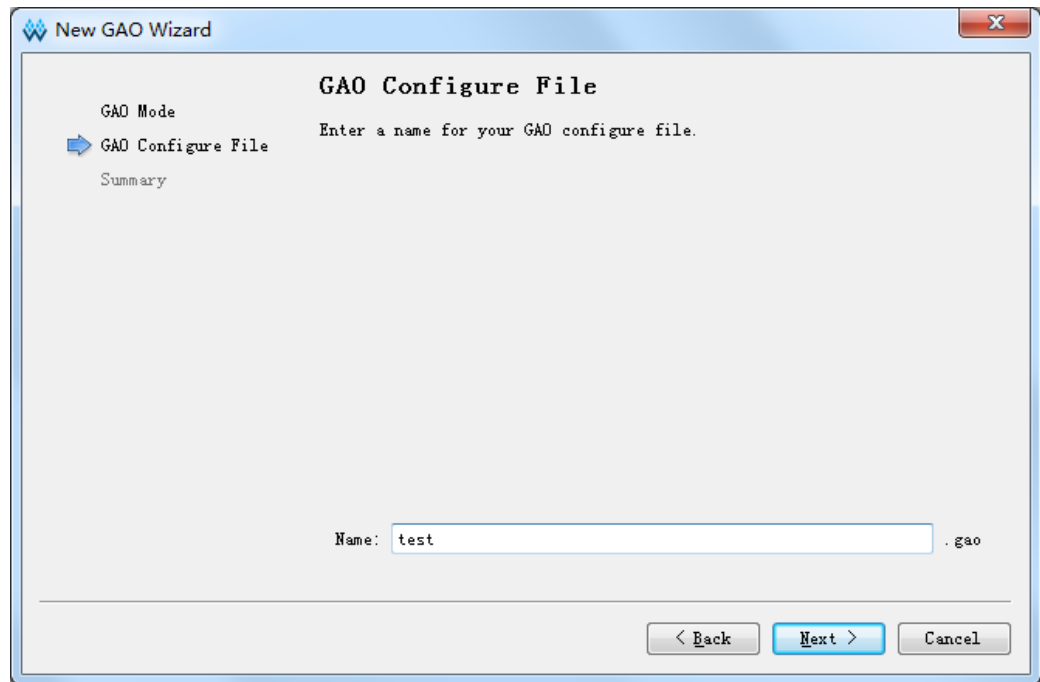 New GAO Wizard
GAO Mode
GAO Configure File
Summary
GAO Configure File
Enter a name for your GAO configure file.
Name: test .gao
< Back Next > Cancel